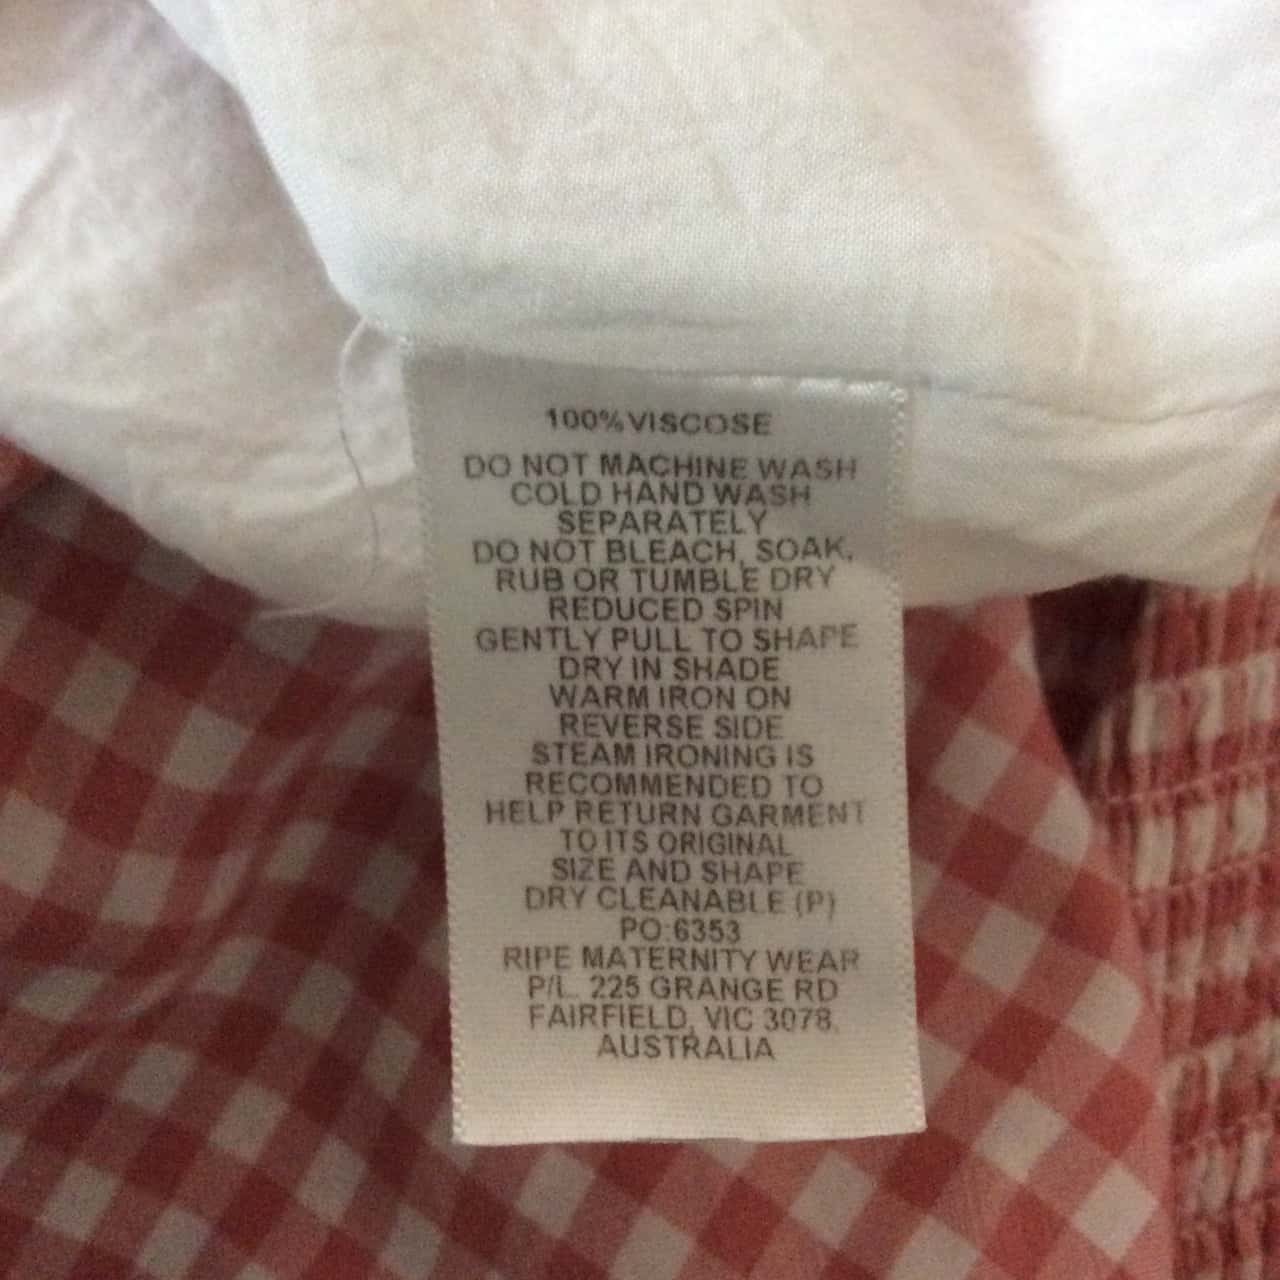 100%VISCOSE
DO NOT MACHINE WASH
COLD HAND WASH
SEPARATELY
DO NOT BLEACH, SOAK,
RUB OR TUMBLE DRY
REDUCED SPIN
GENTLY PULL TO SHAPE
DRY IN SHADE
WARM IRON ON
REVERSE SIDE
STEAM IRONING IS
RECOMMENDED TO
HELP RETURN GARMENT
TO ITS ORIGINAL
SIZE AND SHAPE
DRY CLEANABLE (P)
PO:6353
RIPE MATERNITY WEAR
P/L. 225 GRANGE RD
FAIRFIELD, VIC 3078,
AUSTRALIA